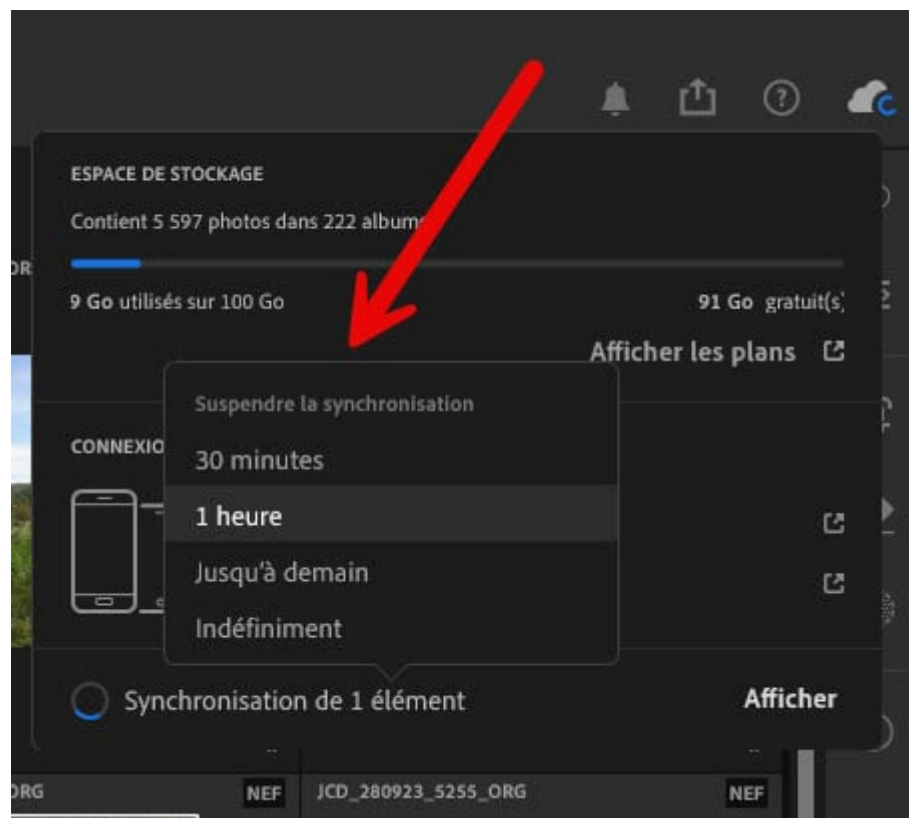 ESPACE DE STOCKAGE
Contient 5 597 photos dans 222 albums
9 Go utilisés sur 100 Go
91 Go gratuit(s)
Afficher les plans
Suspendre la synchronisation
CONNEXIO
30 minutes
1 heure
Jusqu'à demain
Indéfiniment
Synchronisation de 1 élément
Afficher
ORG
NEF
JCD_280923_5255_ORG
NEF